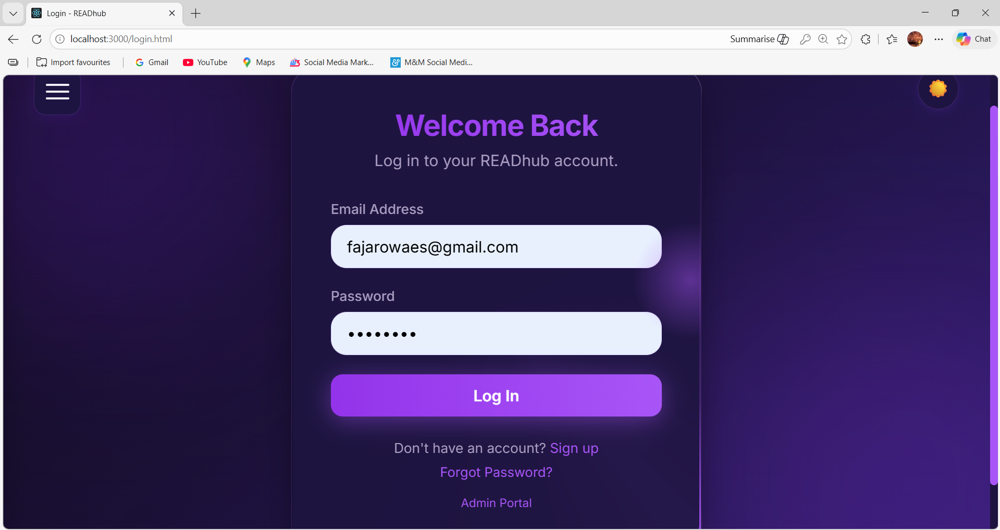 Login - READhub
localhost:3000/login.html
Summarise
Chat
Import favourites
Gmail
YouTube
Maps
Social Media Mark...
M&M Social Medi...
Welcome Back
Log in to your READhub account.
Email Address
fajarowaes@gmail.com
Password
••••••••
Log In
Don't have an account? Sign up
Forgot Password?
Admin Portal